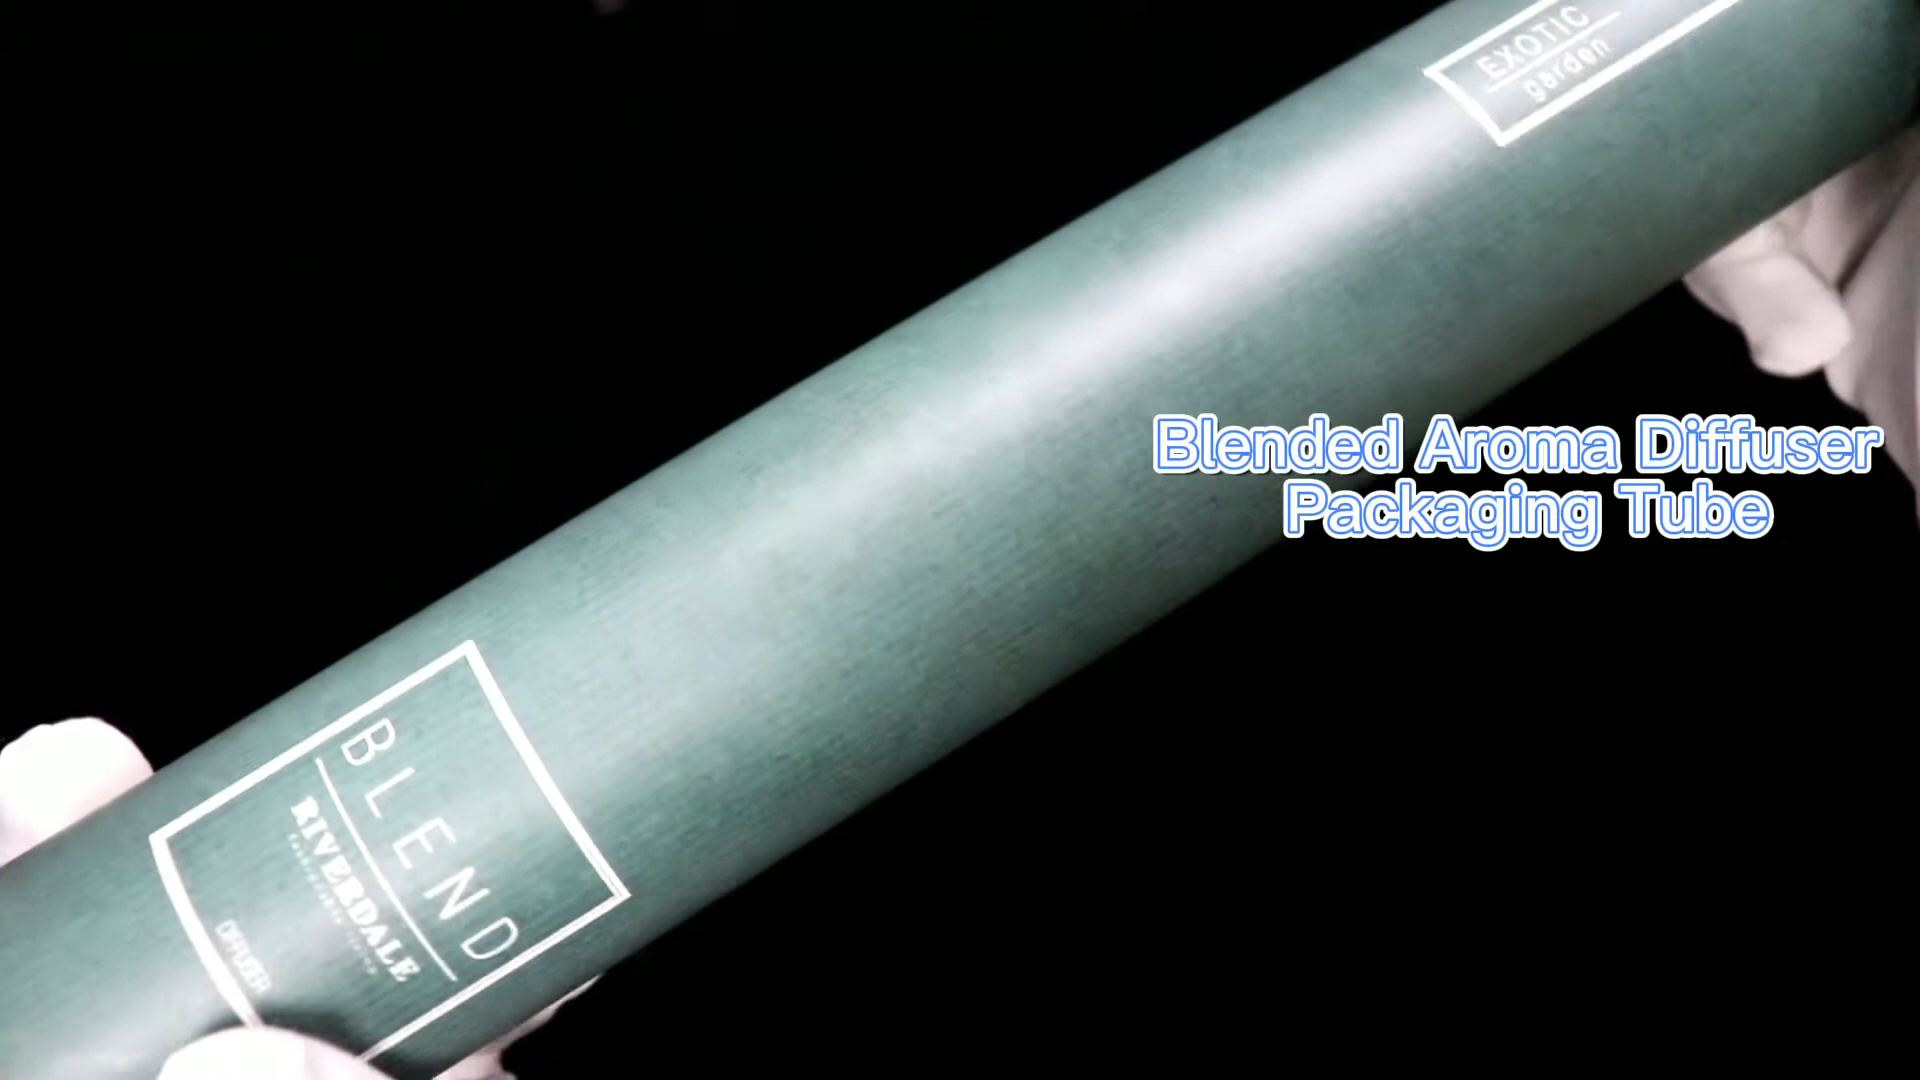 EXOTIC
garden
Blended Aroma Diffuser
Packaging Tube
BLEND
RIVERDALE
DIFFUSER